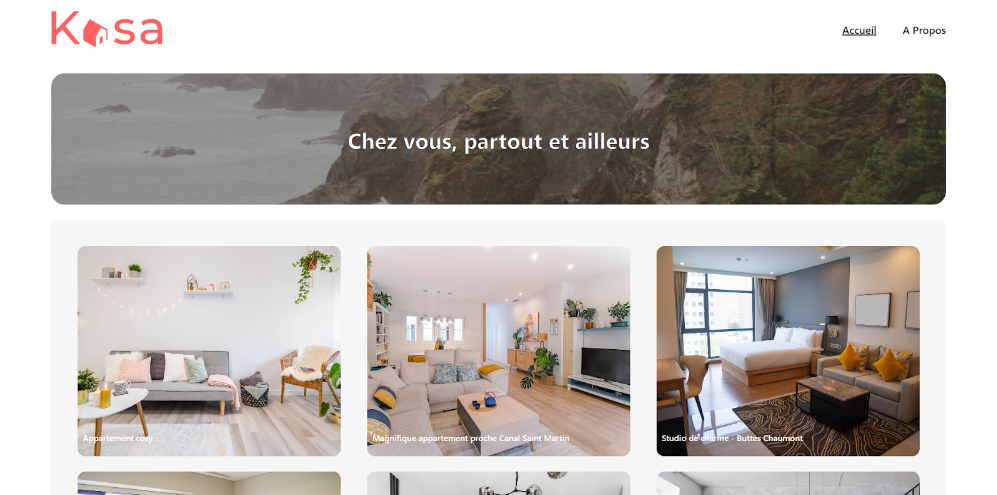 Kasa
Accueil
A Propos
Chez vous, partout et ailleurs
Appartement cosy
Magnifique appartement proche Canal Saint Martin
Studio de charme - Buttes Chaumont